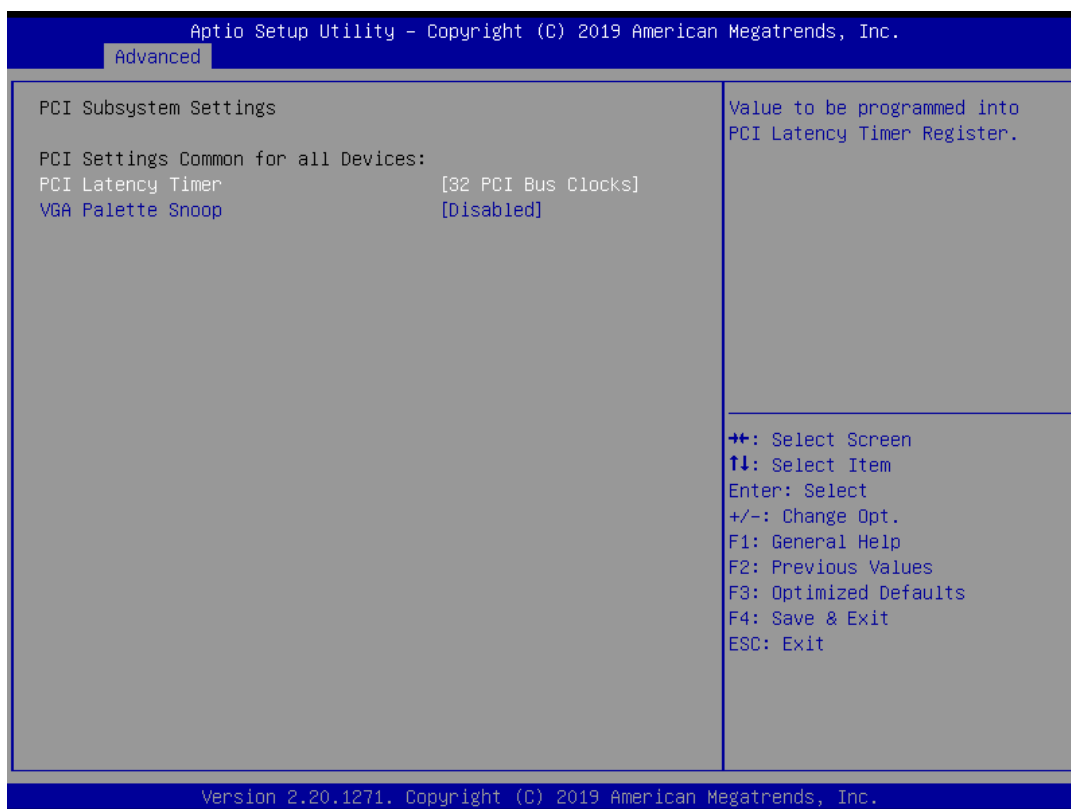 Aptio Setup Utility – Copyright (C) 2019 American Megatrends, Inc.
Advanced
PCI Subsystem Settings
PCI Settings Common for all Devices:
PCI Latency Timer [32 PCI Bus Clocks]
VGA Palette Snoop [Disabled]
Value to be programmed into
PCI Latency Timer Register.
→←: Select Screen
↑↓: Select Item
Enter: Select
+/-: Change Opt.
F1: General Help
F2: Previous Values
F3: Optimized Defaults
F4: Save & Exit
ESC: Exit
Version 2.20.1271. Copyright (C) 2019 American Megatrends, Inc.